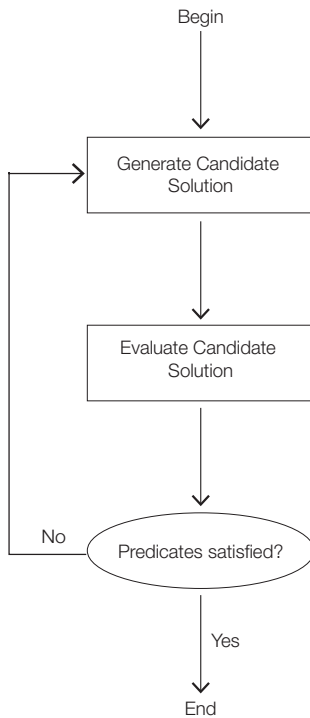 Begin
Generate Candidate
Solution
Evaluate Candidate
Solution
No
Predicates satisfied?
Yes
End